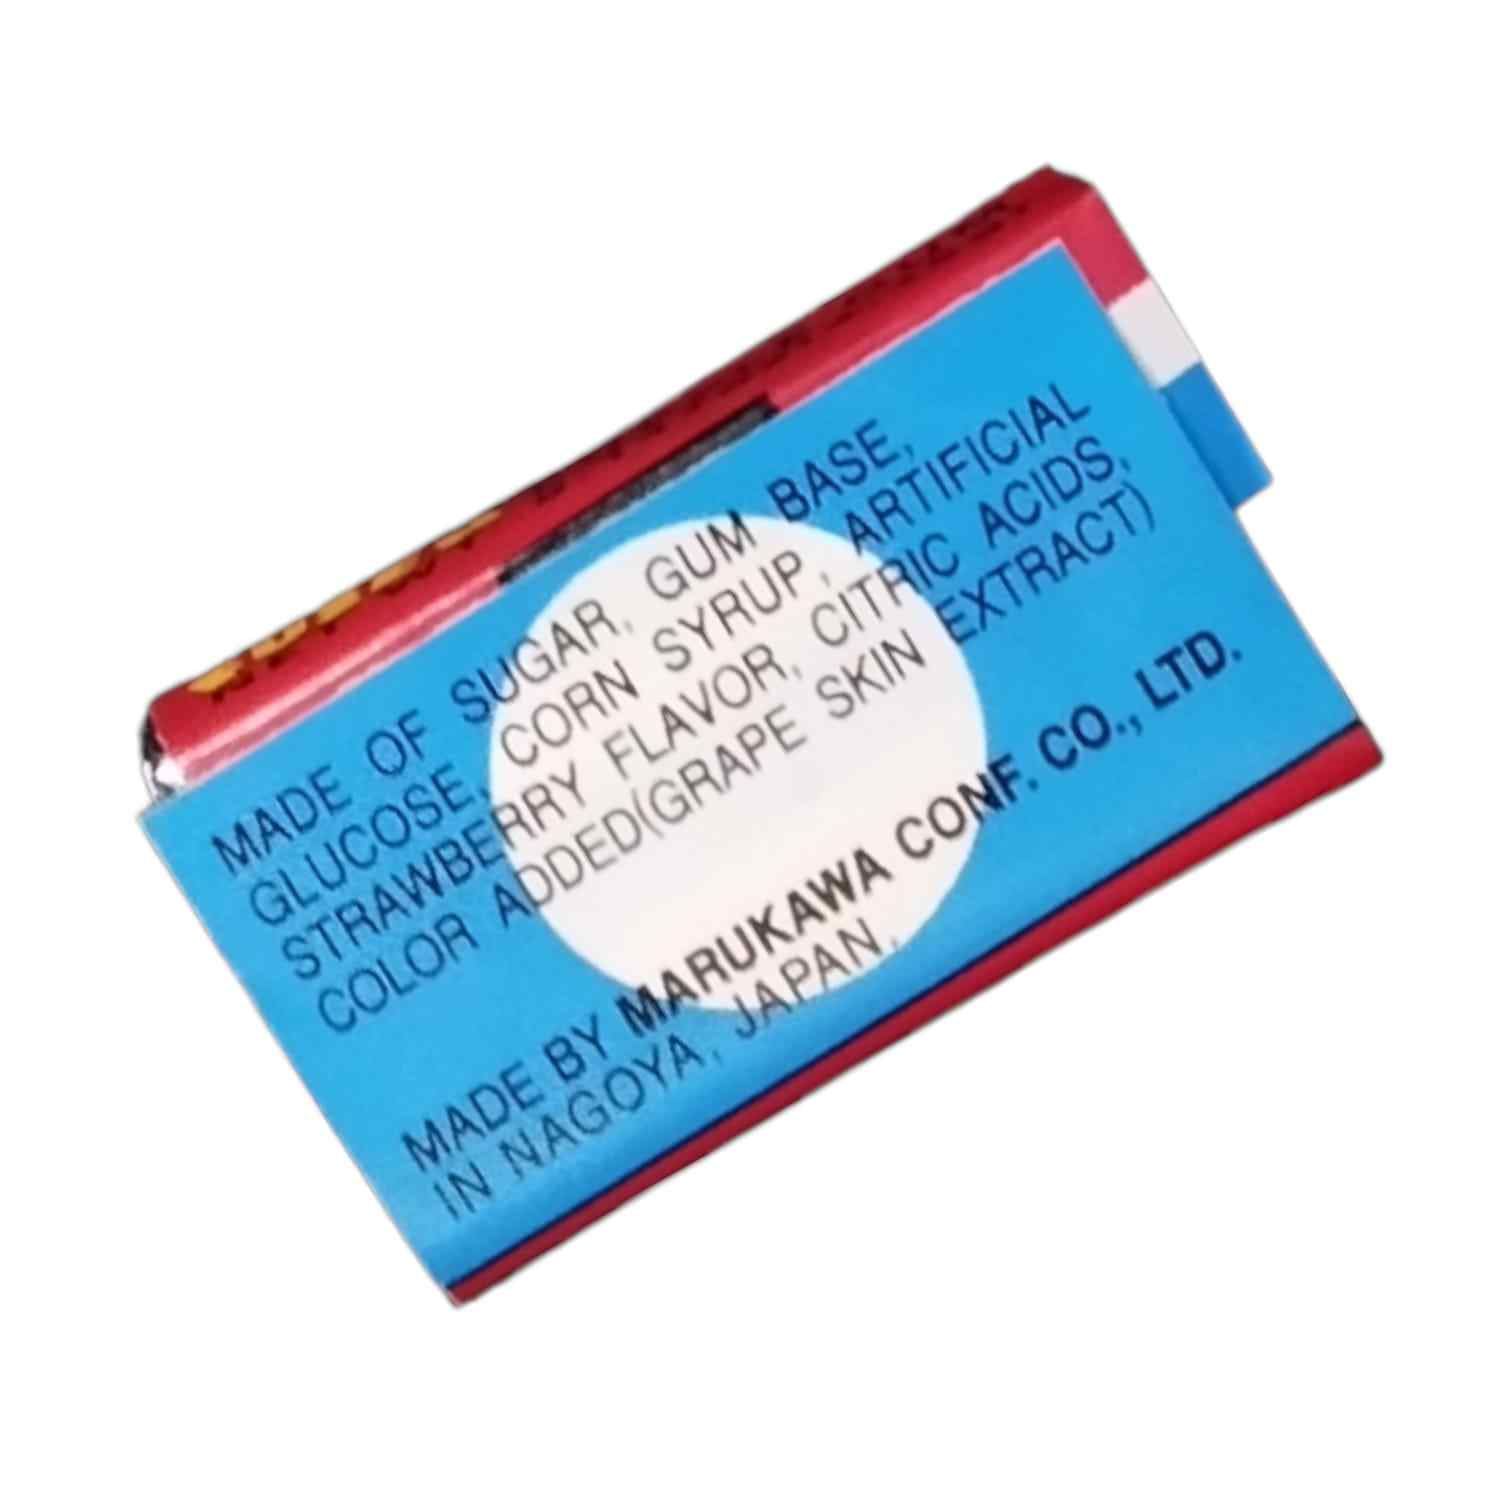 MADE OF SUGAR, GUM BASE,
GLUCOSE, CORN SYRUP, ARTIFICIAL
STRAWBERRY FLAVOR, CITRIC ACIDS,
COLOR ADDED(GRAPE SKIN EXTRACT)
MADE BY MARUKAWA CONF. CO., LTD.
IN NAGOYA, JAPAN,